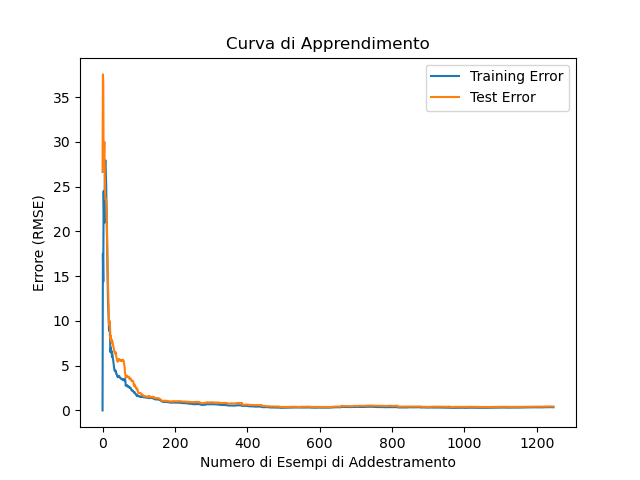 Curva di Apprendimento
Training Error
Test Error
Errore (RMSE)
35
30
25
20
15
10
5
0
0 200 400 600 800 1000 1200
Numero di Esempi di Addestramento